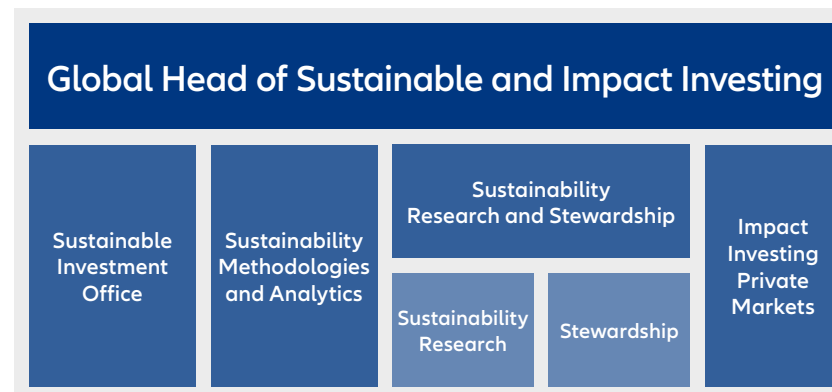 Global Head of Sustainable and Impact Investing
Sustainable
Investment
Office
Sustainability
Methodologies
and Analytics
Sustainability
Research and Stewardship
Sustainability
Research
Stewardship
Impact
Investing
Private
Markets